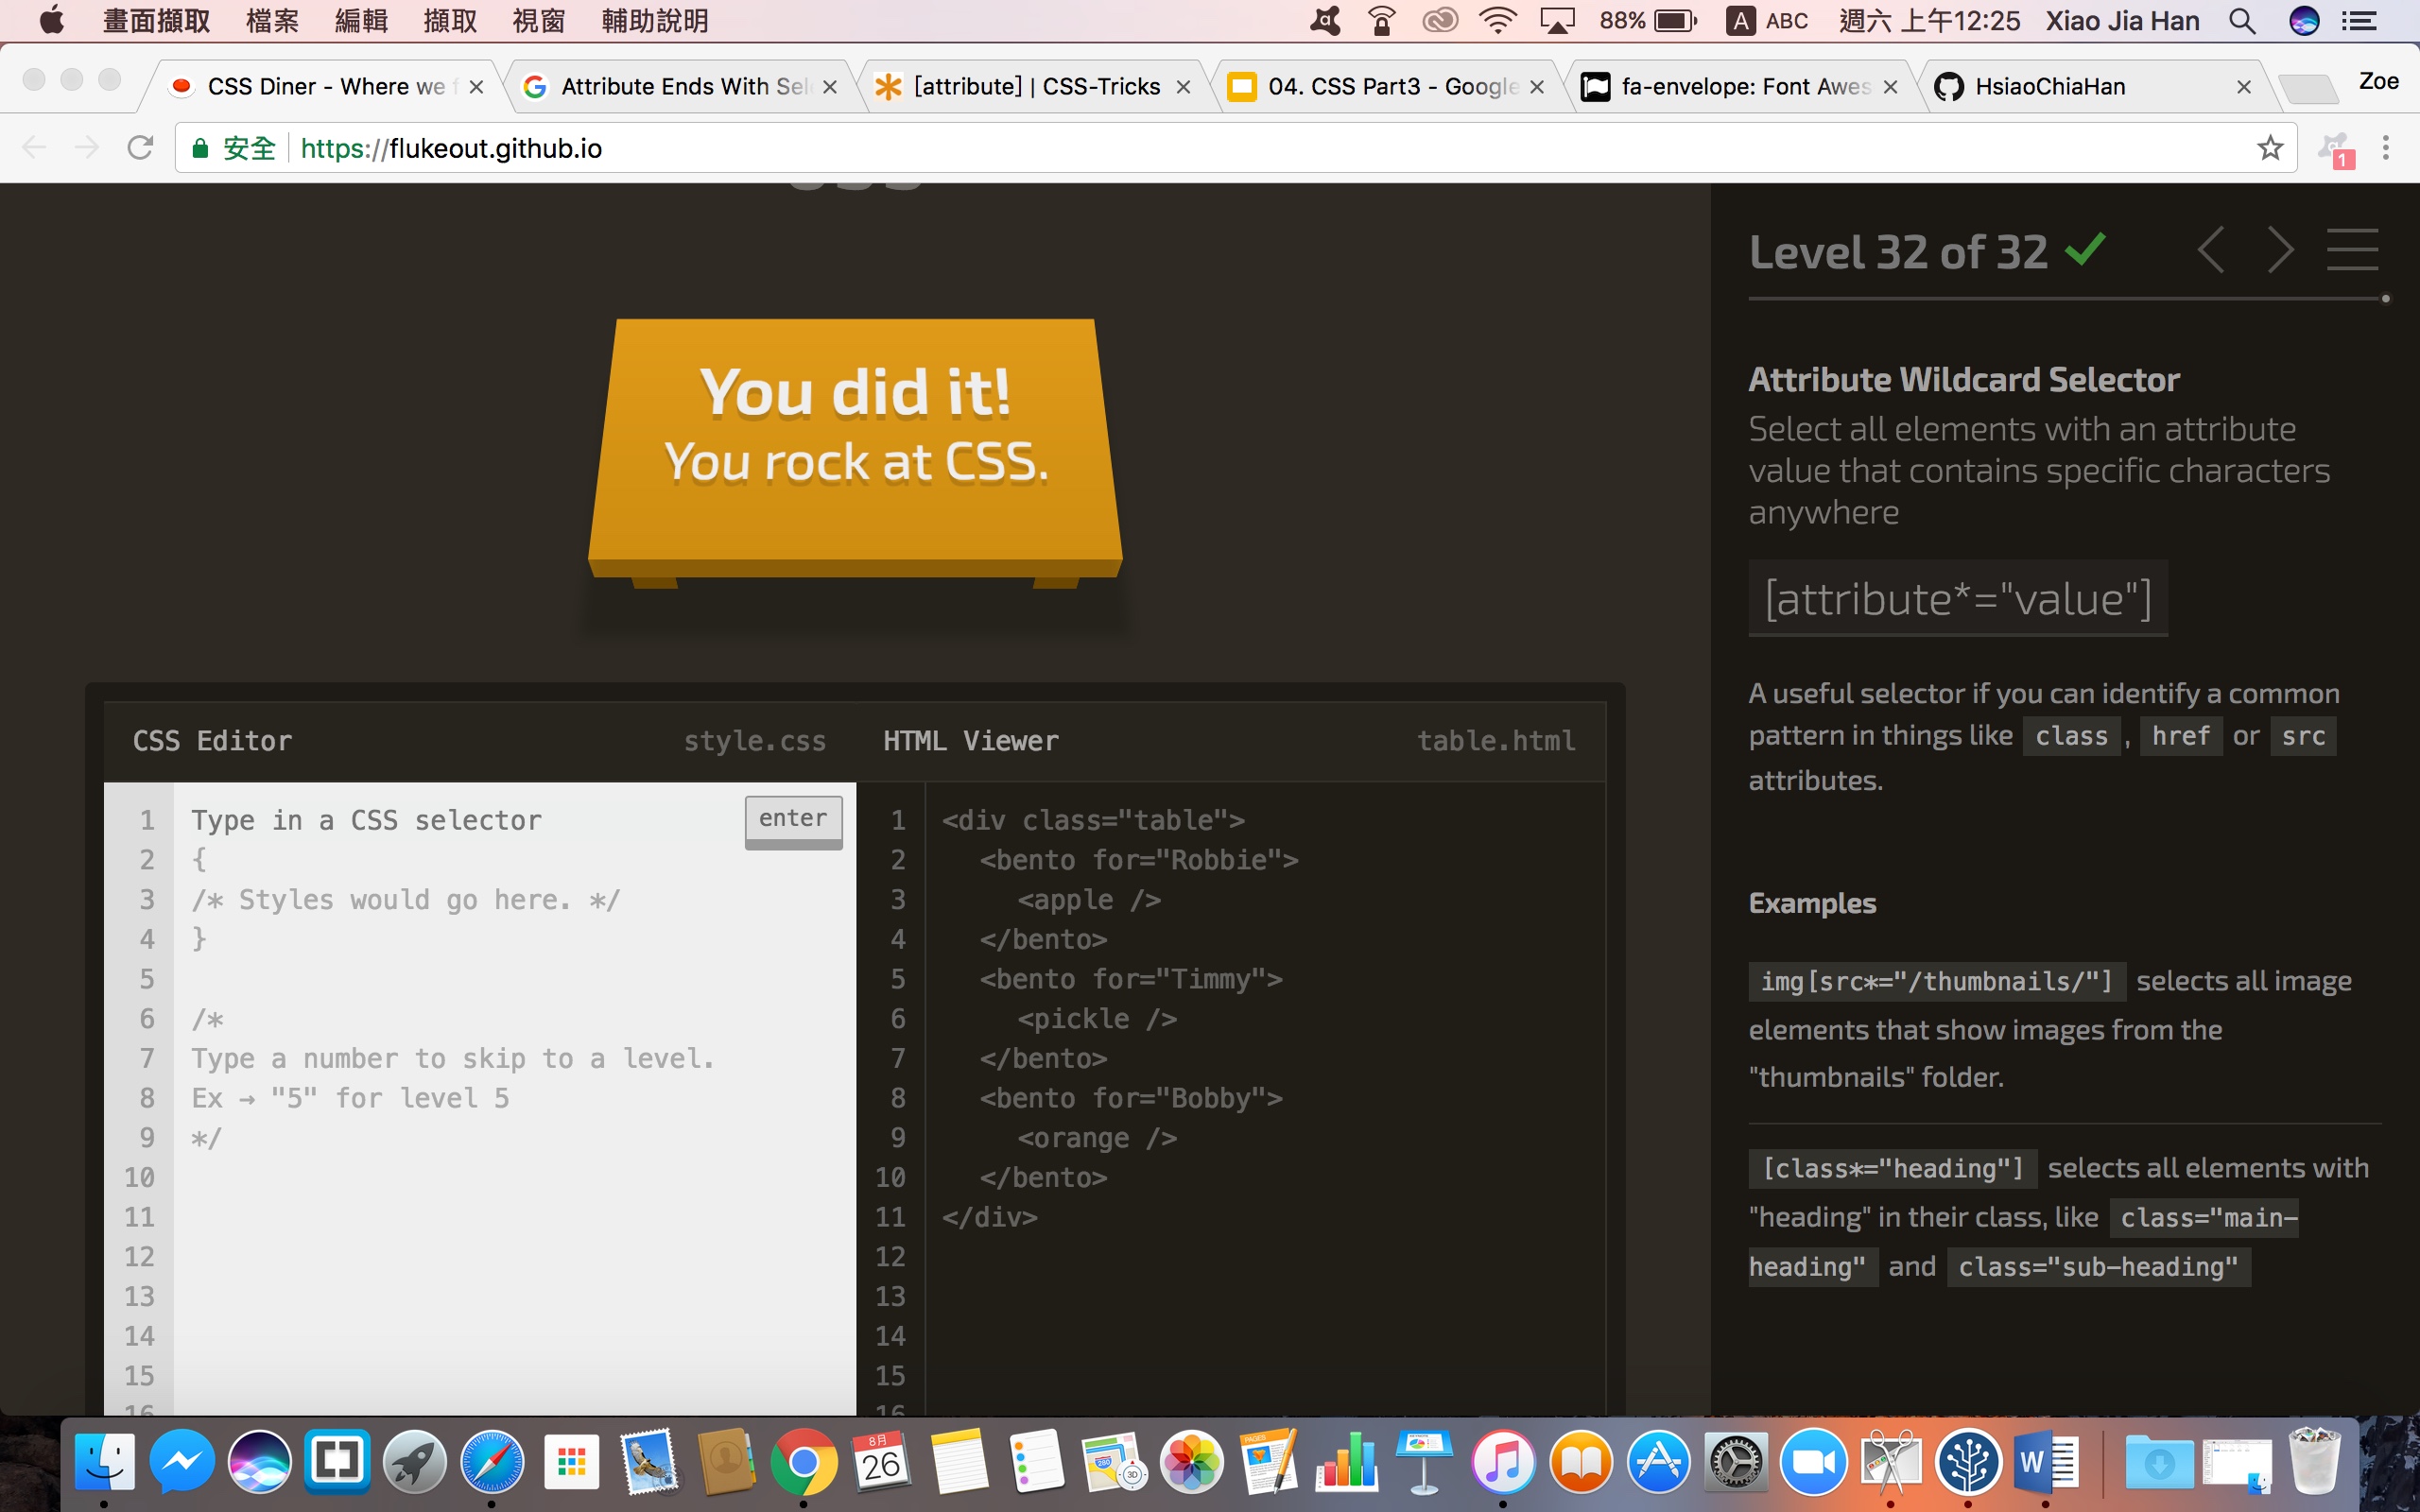 畫面擷取 檔案 編輯 擷取 視窗 輔助說明 88% A ABC 週六 上午12:25 Xiao Jia Han
CSS Diner - Where we f Attribute Ends With Sel [attribute] | CSS-Tricks 04. CSS Part3 - Google fa-envelope: Font Awes HsiaoChiaHan Zoe
安全 https://flukeout.github.io 1
Level 32 of 32
You did it!
You rock at CSS.
Attribute Wildcard Selector
Select all elements with an attribute
value that contains specific characters
anywhere
[attribute*="value"]
A useful selector if you can identify a common
pattern in things like class , href or src
attributes.
Examples
img[src*="/thumbnails/"] selects all image
elements that show images from the
"thumbnails" folder.
[class*="heading"] selects all elements with
"heading" in their class, like class="main-
heading" and class="sub-heading"
CSS Editor style.css
1 Type in a CSS selector enter
2 {
3 /* Styles would go here. */
4 }
5
6 /*
7 Type a number to skip to a level.
8 Ex → "5" for level 5
9 */
10
11
12
13
14
15
16
HTML Viewer table.html
1 <div class="table">
2 <bento for="Robbie">
3 <apple />
4 </bento>
5 <bento for="Timmy">
6 <pickle />
7 </bento>
8 <bento for="Bobby">
9 <orange />
10 </bento>
11 </div>
12
13
14
15
16
8月
26
PAGES
280
3D
W